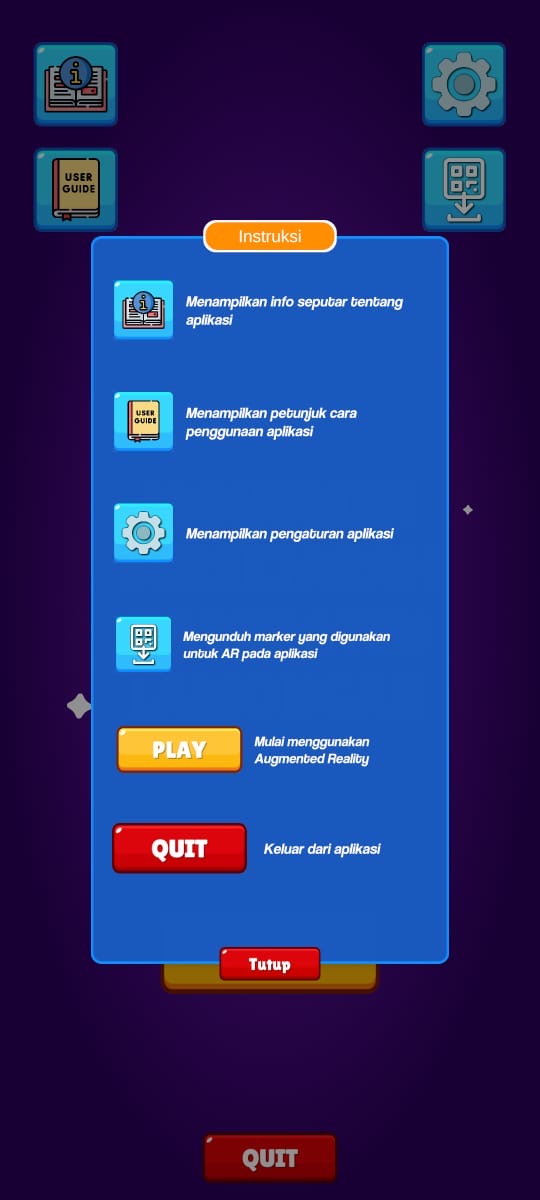 USER
GUIDE
Instruksi
Menampilkan info seputar tentang
aplikasi
USER
GUIDE
Menampilkan petunjuk cara
penggunaan aplikasi
Menampilkan pengaturan aplikasi
Mengunduh marker yang digunakan
untuk AR pada aplikasi
PLAY
Mulai menggunakan
Augmented Reality
QUIT
Keluar dari aplikasi
Tutup
QUIT